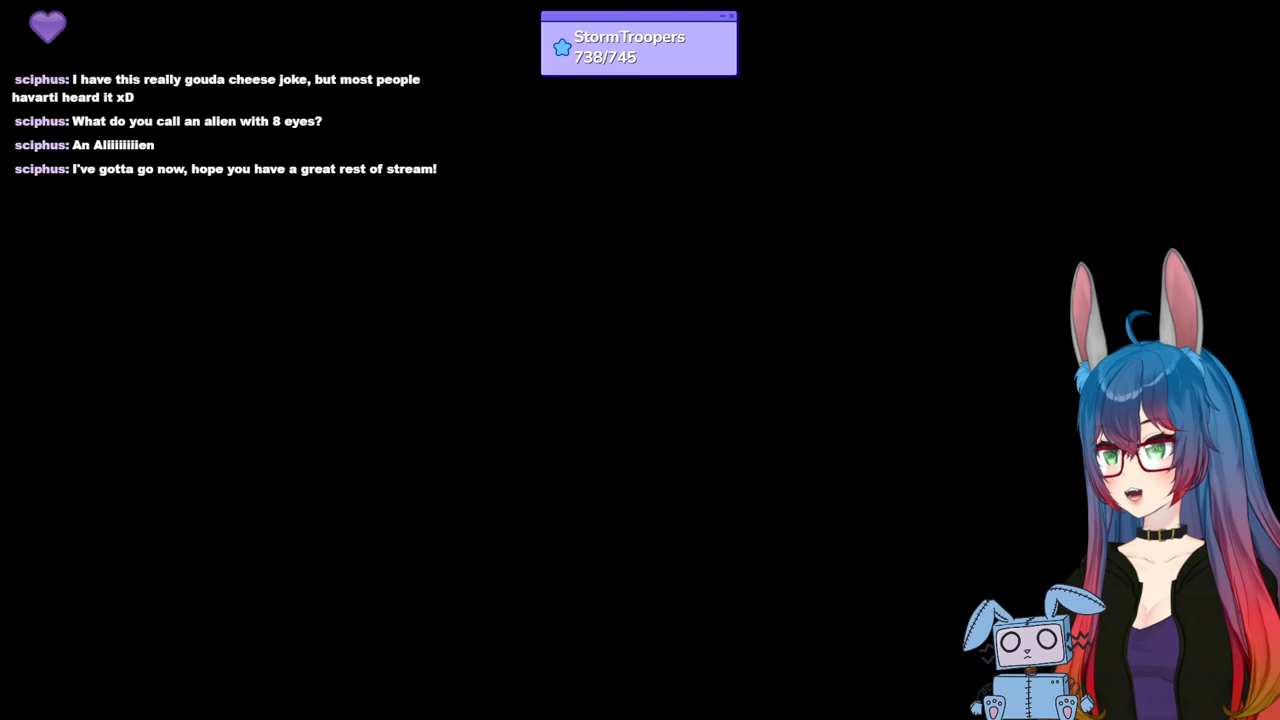 StormTroopers
738/745
sciphus: I have this really gouda cheese joke, but most people
havarti heard it xD
sciphus: What do you call an alien with 8 eyes?
sciphus: An Aliiiiiiiien
sciphus: I've gotta go now, hope you have a great rest of stream!